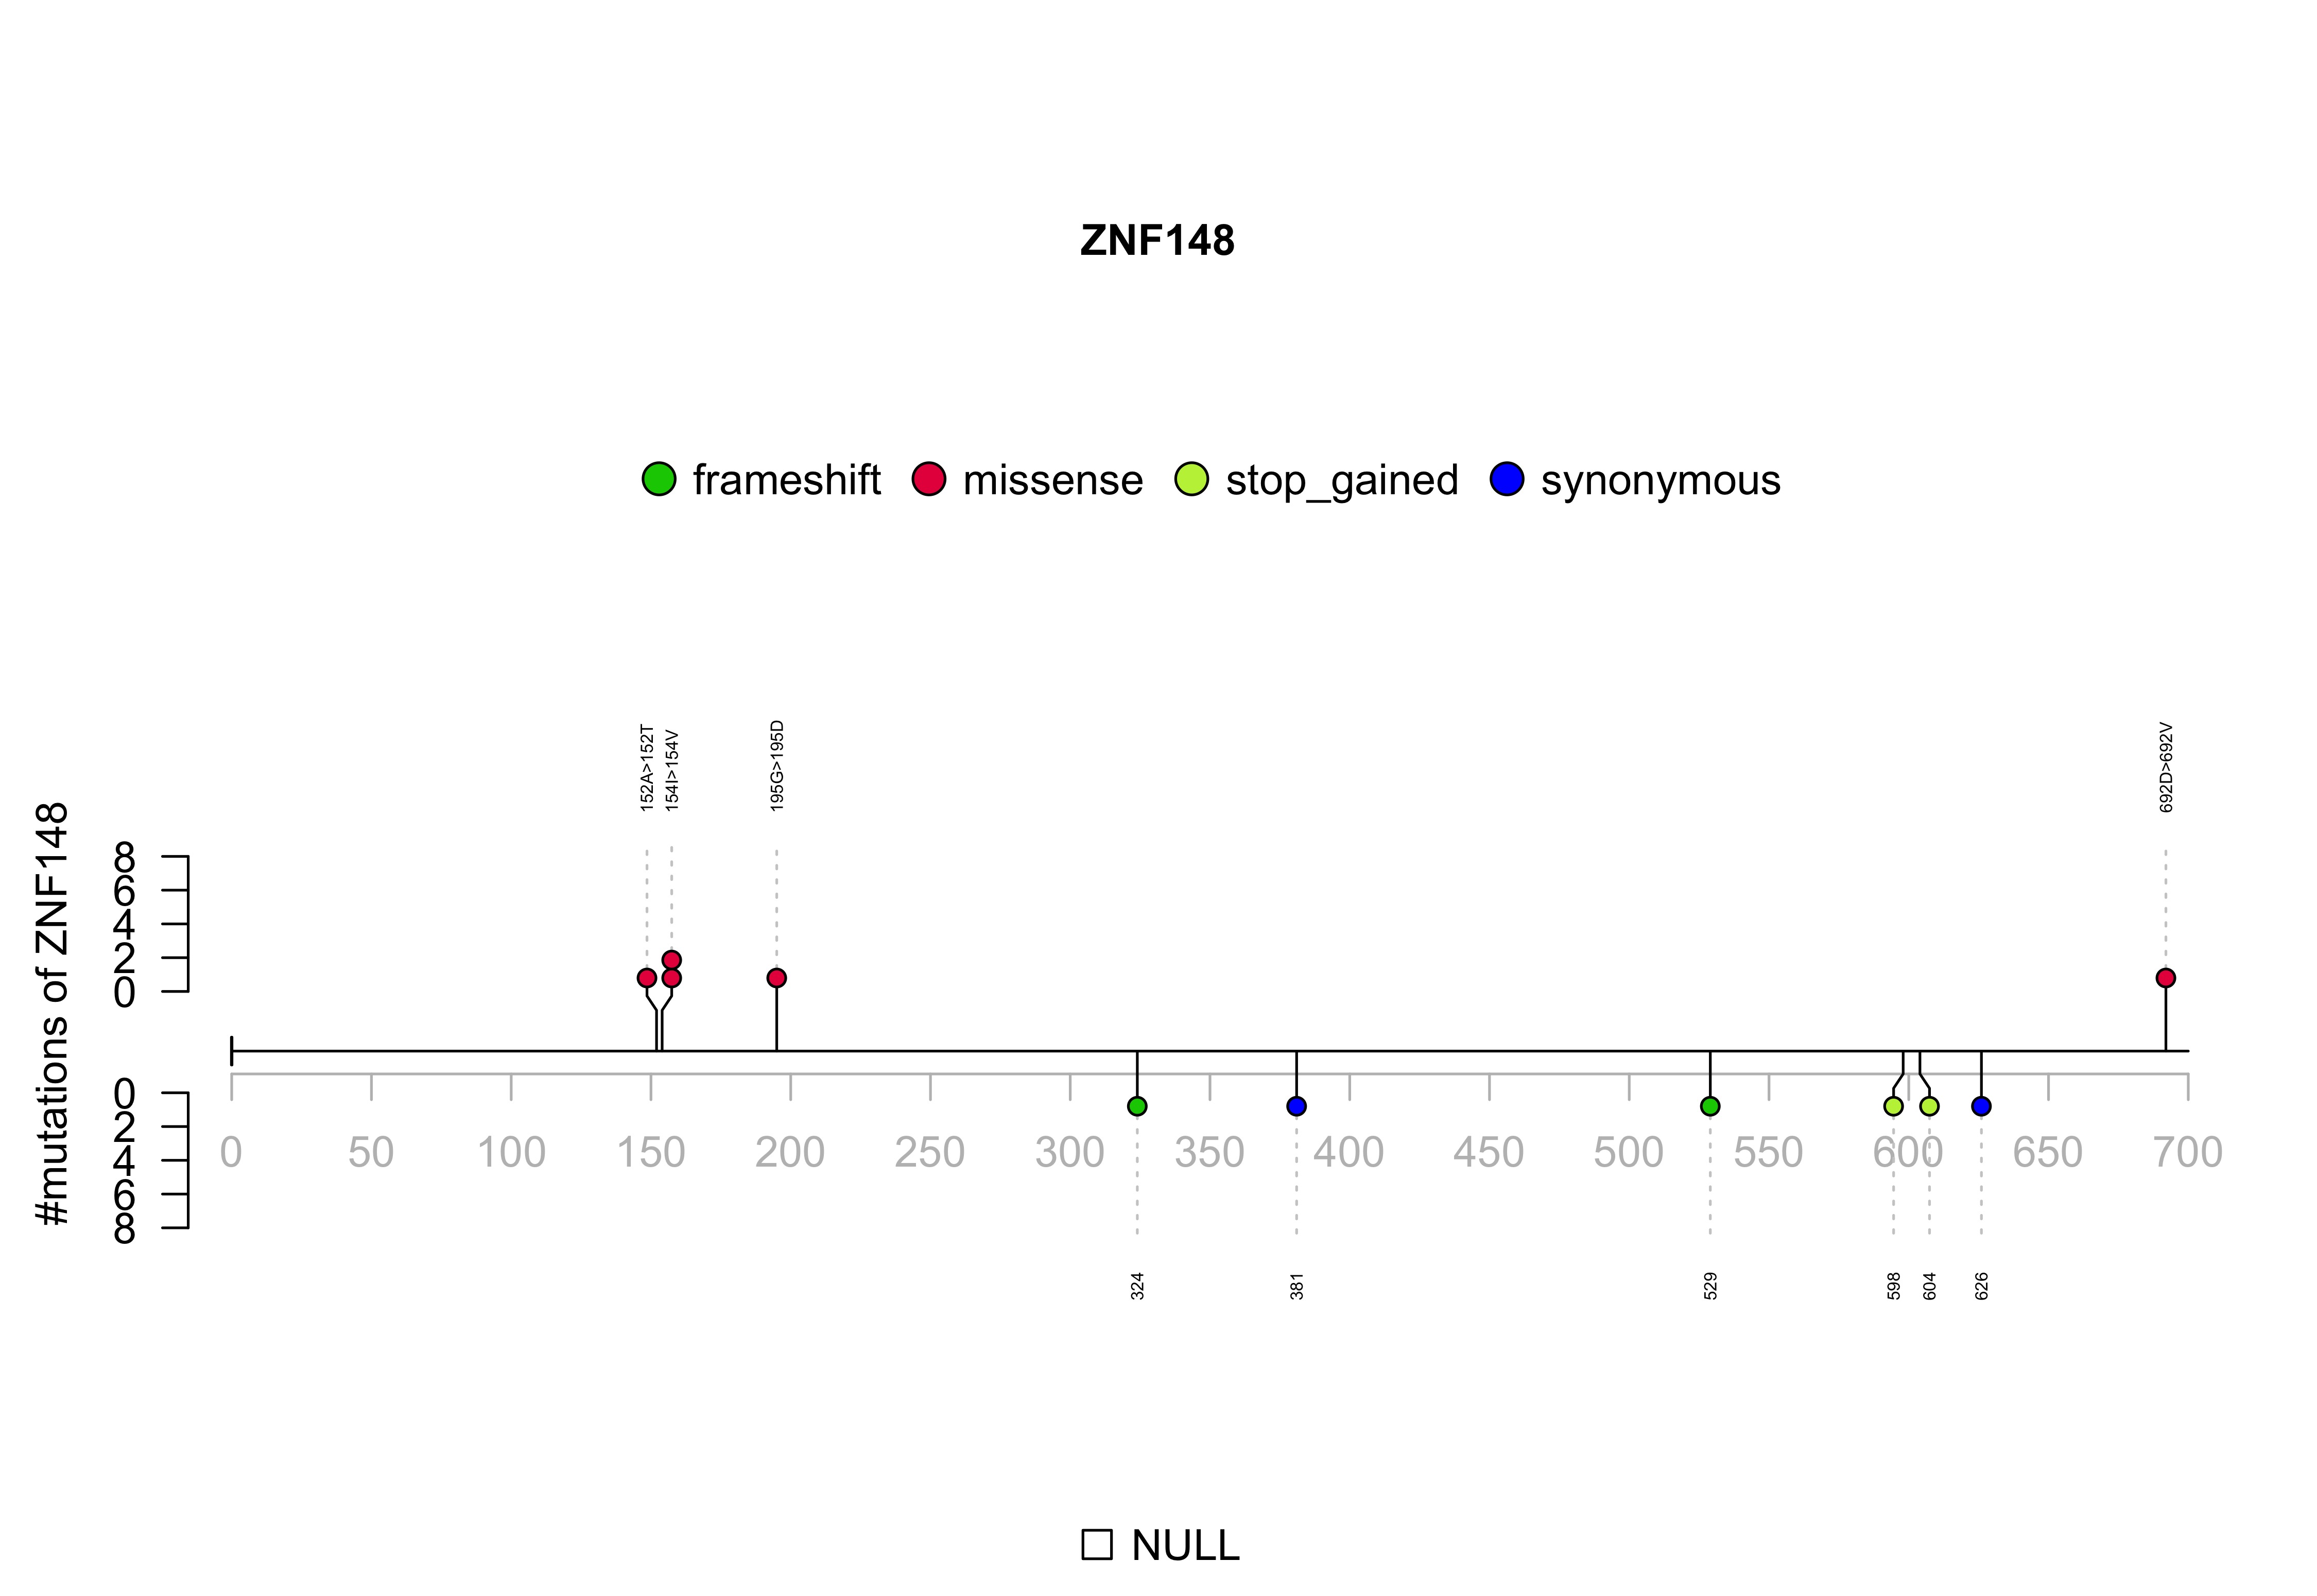 ZNF148
frameshift missense stop_gained synonymous
152A>152T
154I>154V
195G>195D
692D>692V
#mutations of ZNF148
8
6
4
2
0
0
2
4
6
8
0 50 100 150 200 250 300 350 400 450 500 550 600 650 700
324
381
529
598
604
626
NULL